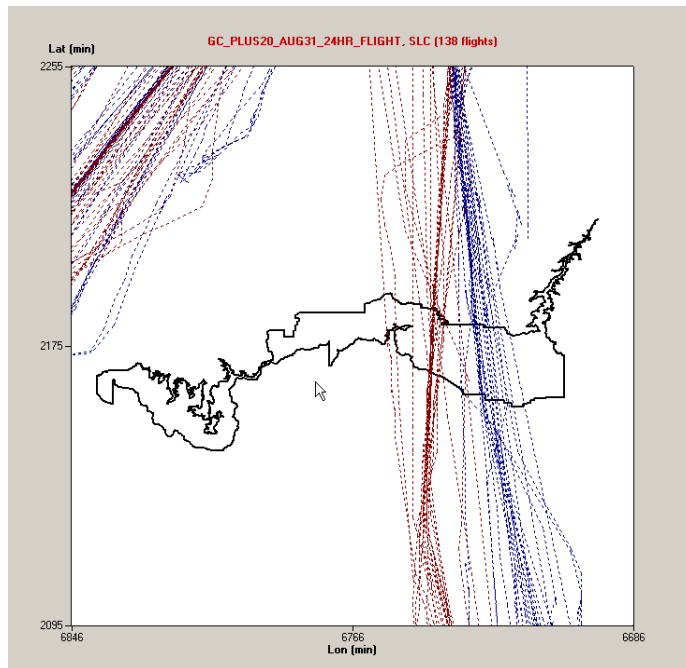 GC_PLUS20_AUG31_24HR_FLIGHT, SLC (138 flights)
Lat (min)
2255
2175
2095
6846
6766
6686
Lon (min)